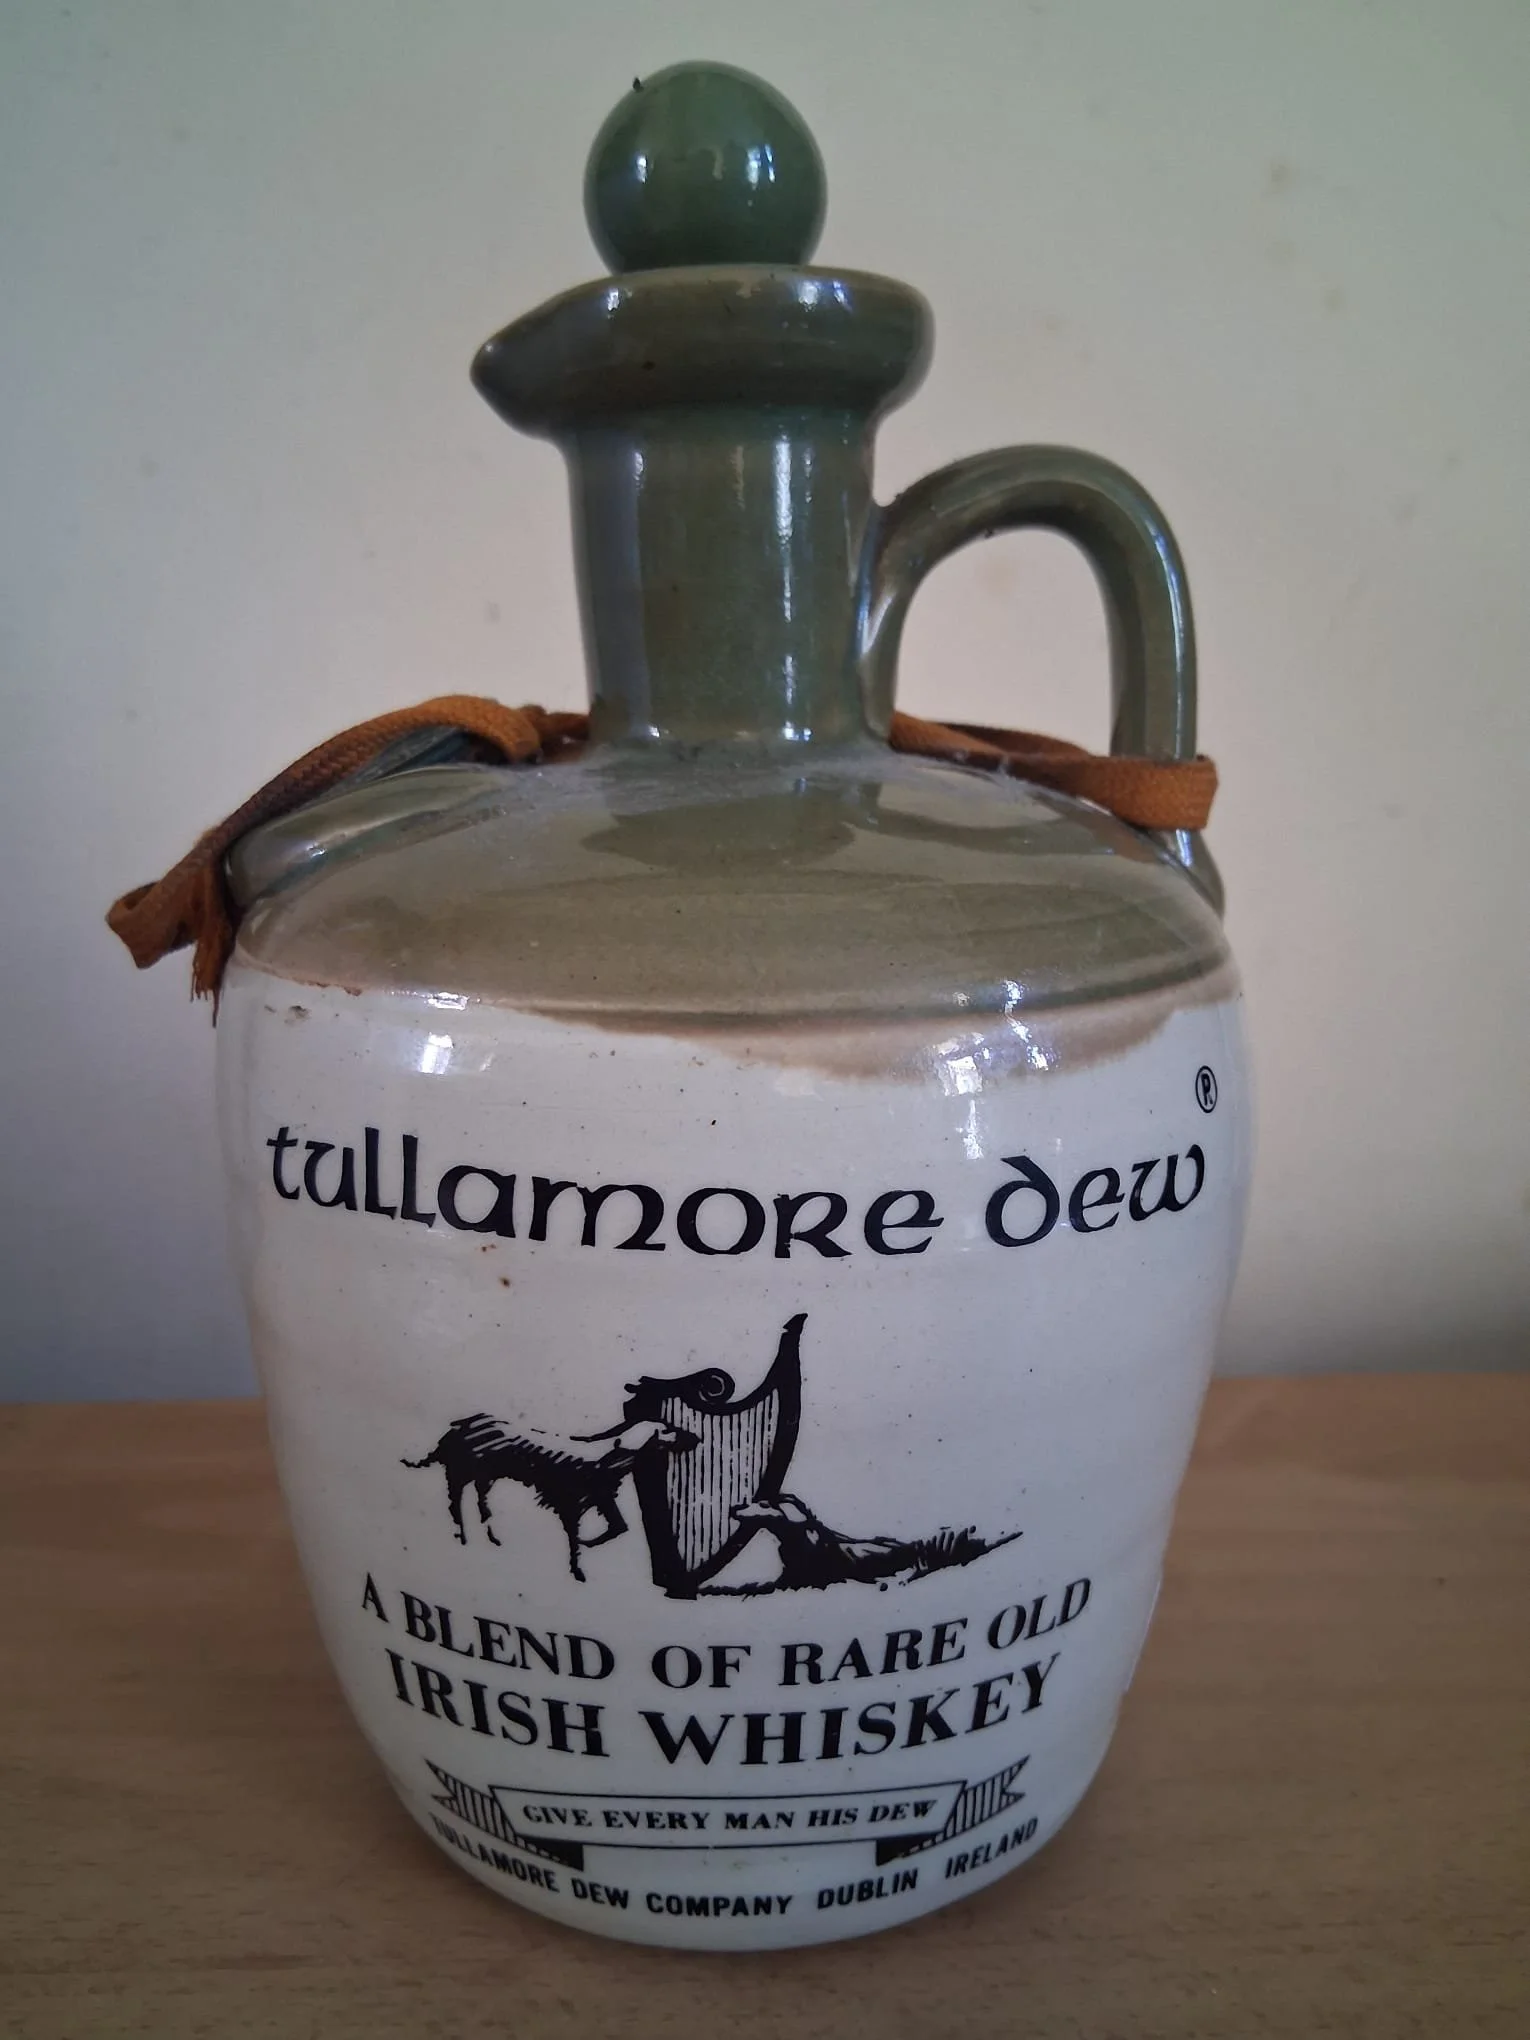 tullamore dew ®
A BLEND OF RARE OLD
IRISH WHISKEY
GIVE EVERY MAN HIS DEW
TULLAMORE DEW COMPANY DUBLIN IRELAND